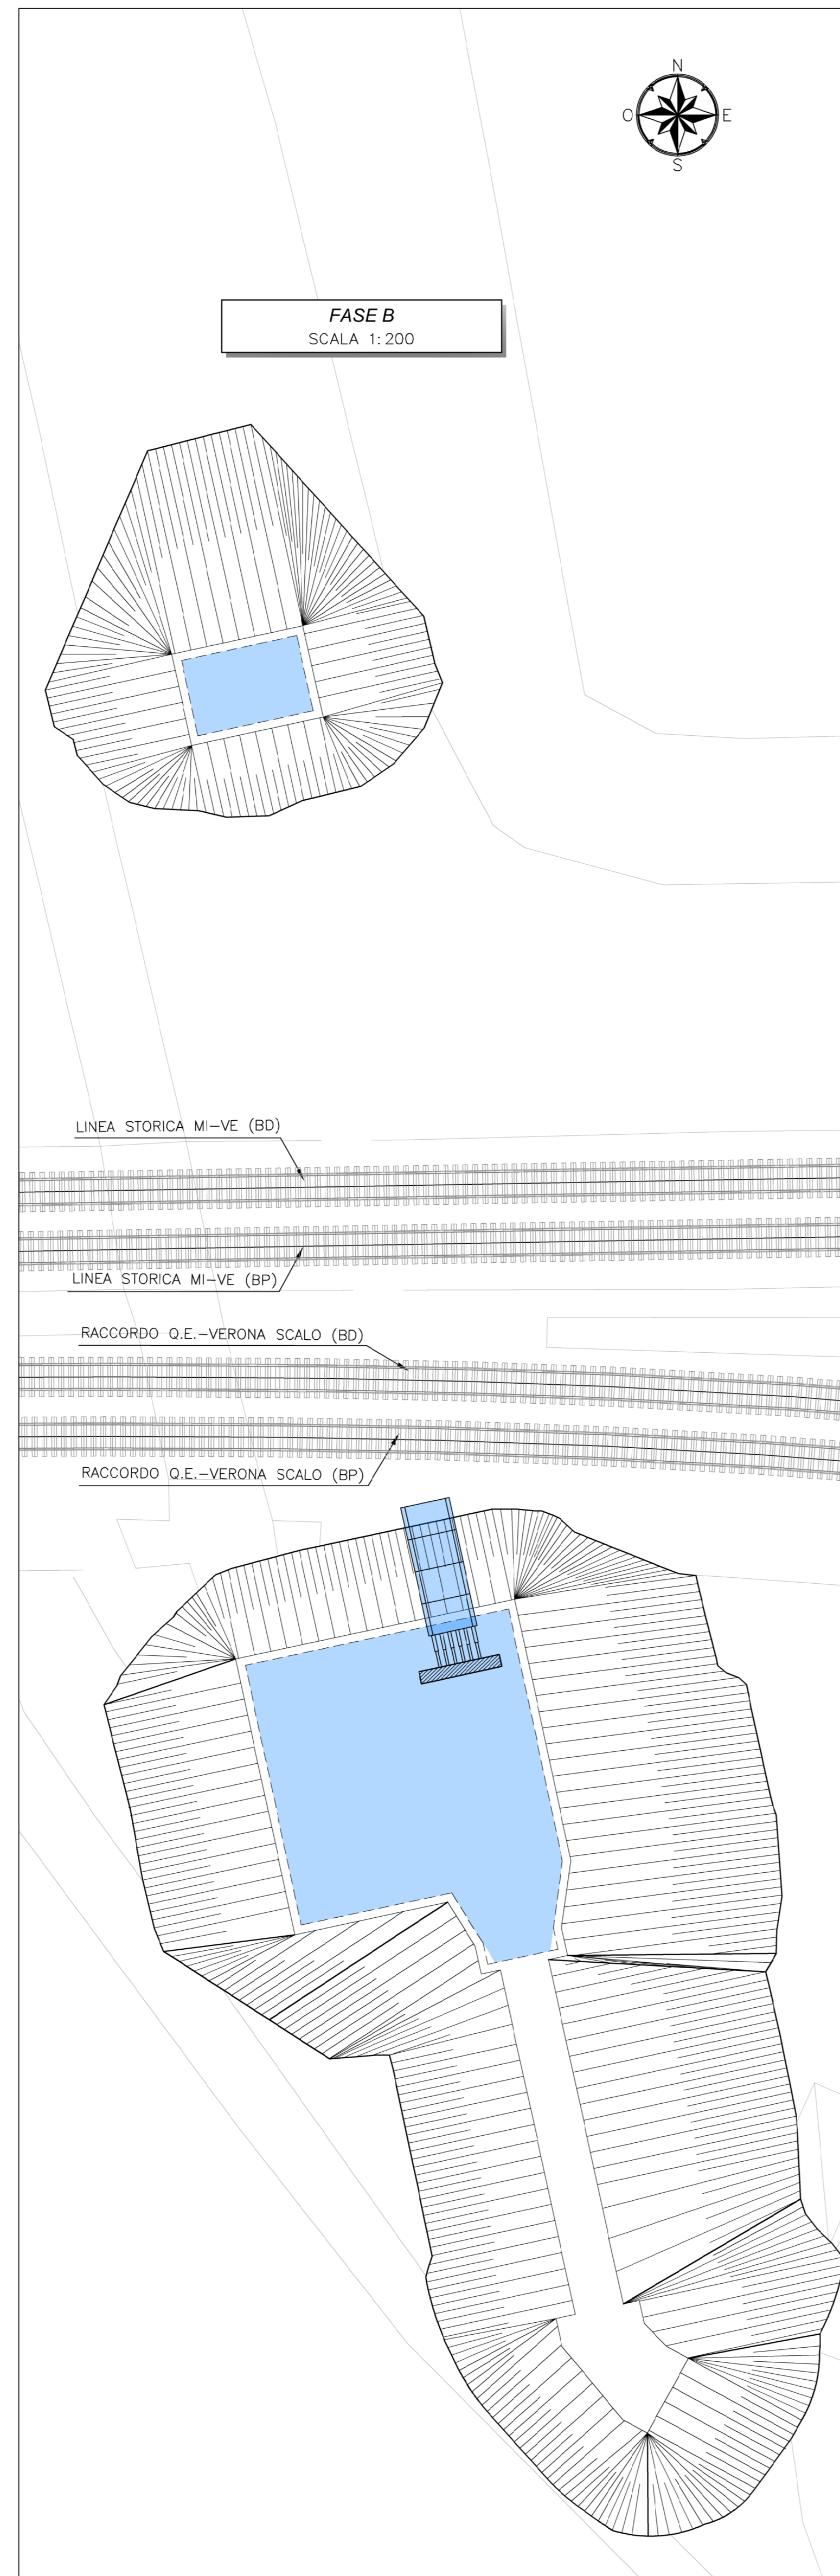 N
O E
S
FASE B
SCALA 1:200
LINEA STORICA MI-VE (BD)
LINEA STORICA MI-VE (BP)
RACCORDO Q.E.-VERONA SCALO (BD)
RACCORDO Q.E.-VERONA SCALO (BP)